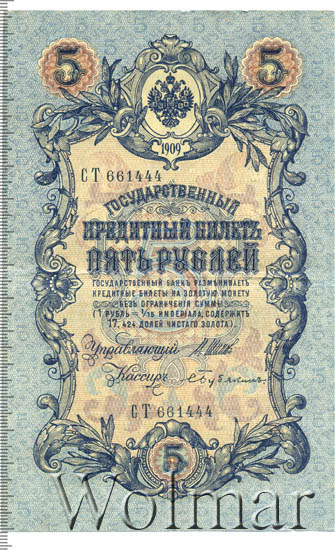 5 5
1909
СТ 661444
ГОСУДАРСТВЕННЫЙ
КРЕДИТНЫЙ БИЛЕТЪ
ПЯТЬ РУБЛЕЙ
ГОСУДАРСТВЕННЫЙ БАНКЪ РАЗМѢНИВАЕТЪ
КРЕДИТНЫЕ БИЛЕТЫ НА ЗОЛОТУЮ МОНЕТУ
БЕЗЪ ОГРАНИЧЕНІЯ СУММЫ
(1 РУБЛЬ = 1/15 ИМПЕРІАЛА, СОДЕРЖИТЪ
17,424 ДОЛЕЙ ЧИСТАГО ЗОЛОТА).
Управляющій
Кассиръ
СТ 661444
5
Wolmar